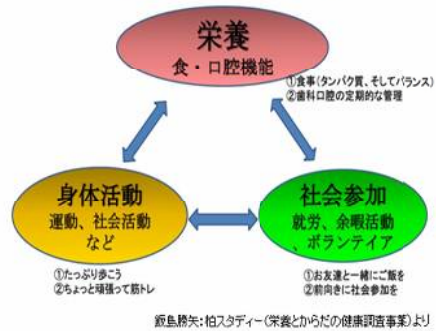 栄養
食・口腔機能
①食事(タンパク質、そしてバランス)
②歯科口腔の定期的な管理
身体活動
運動、社会活動
など
①たっぷり歩こう
②ちょっと頑張って筋トレ
社会参加
就労、余暇活動
、ボランテイア
①お友達と一緒にご飯を
②前向きに社会参加を
飯島勝矢:柏スタディー(栄養とからだの健康調査事業)より